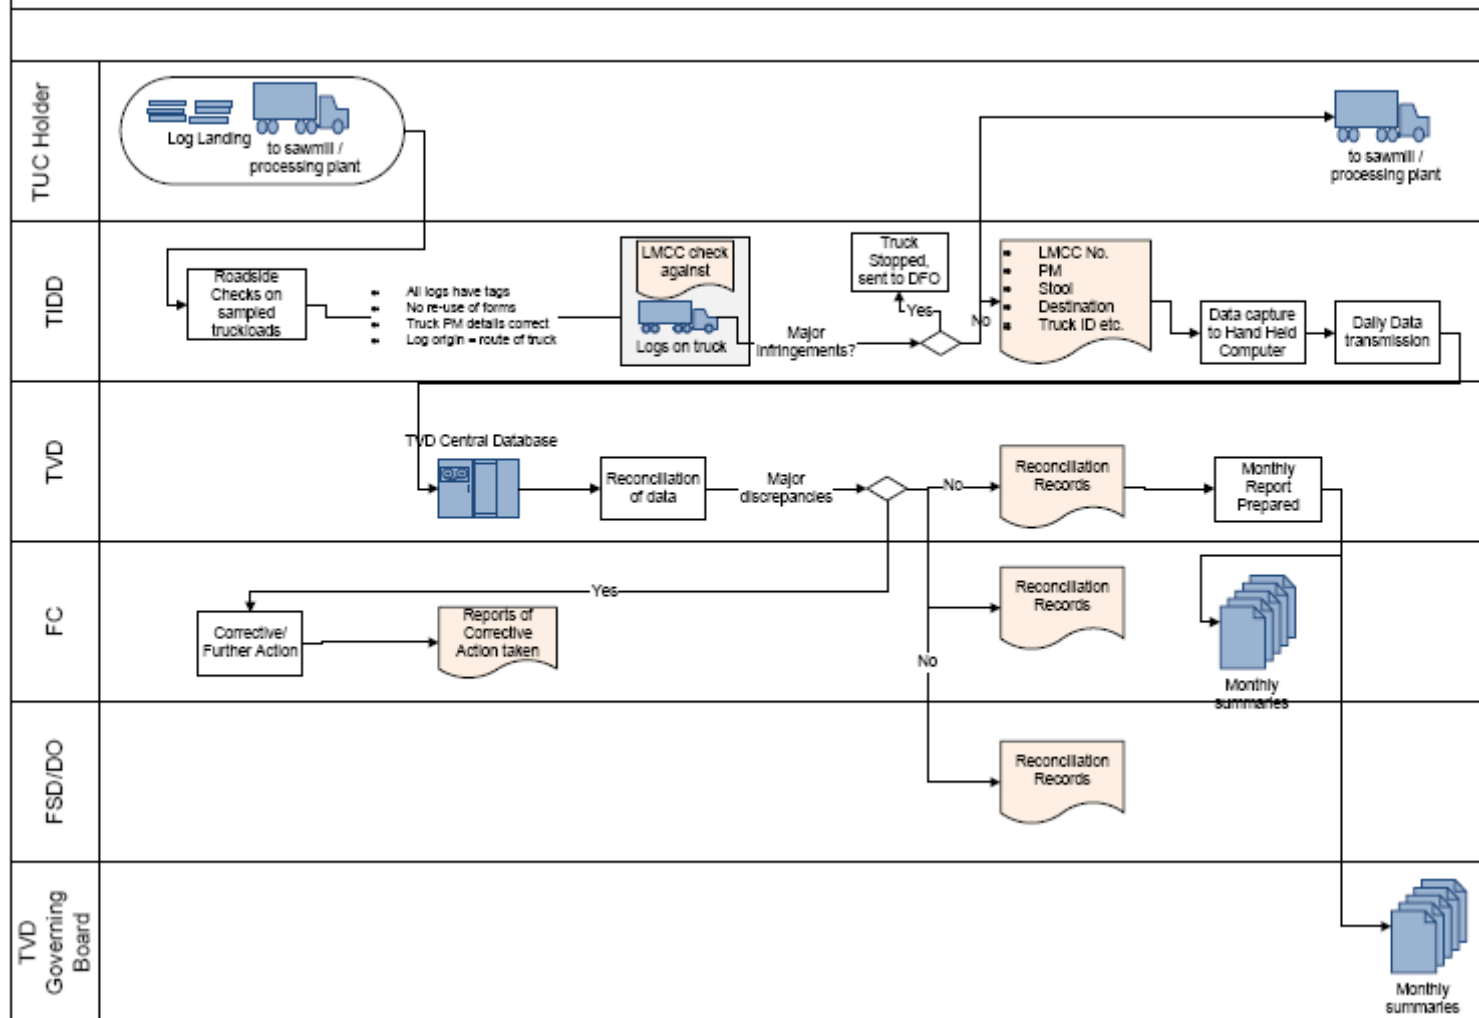 TUC Holder
Log Landing
to sawmill /
processing plant
to sawmill /
processing plant
TIDD
Roadside
Checks on
sampled
truckloads
All logs have tags
No re-use of forms
Truck PM details correct
Log origin = route of truck
LMCC check
against
Logs on truck
Major
infringements?
Truck
Stopped,
sent to DFO
Yes
No
LMCC No.
PM
Stool
Destination
Truck ID etc.
Data capture
to Hand Held
Computer
Daily Data
transmission
TVD
TVD Central Database
Reconciliation
of data
Major
discrepancies
No
Reconciliation
Records
Monthly
Report
Prepared
FC
Yes
Corrective/
Further Action
Reports of
Corrective
Action taken
No
Reconciliation
Records
Monthly
summaries
FSD/DO
Reconciliation
Records
TVD
Governing
Board
Monthly
summaries